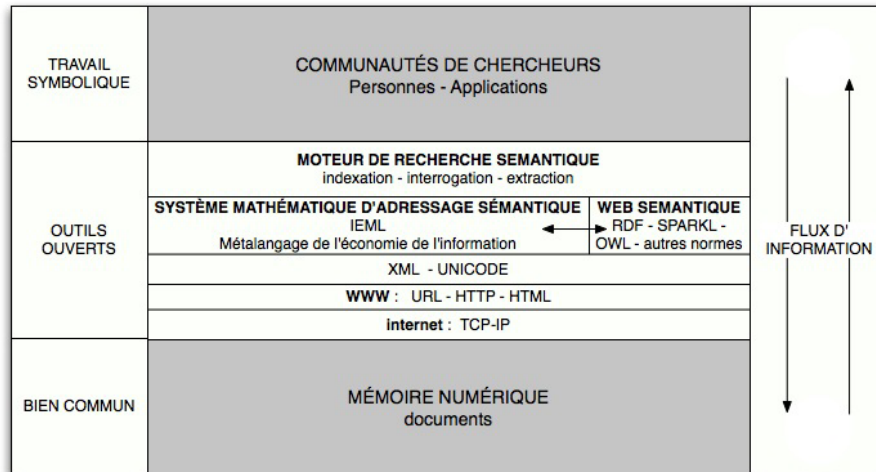 TRAVAIL
SYMBOLIQUE
COMMUNAUTÉS DE CHERCHEURS
Personnes - Applications
OUTILS
OUVERTS
MOTEUR DE RECHERCHE SEMANTIQUE
indexation - interrogation - extraction
SYSTÈME MATHÉMATIQUE D'ADRESSAGE SÉMANTIQUE
IEML
Métalangage de l'économie de l'information
WEB SEMANTIQUE
RDF - SPARKL -
OWL - autres normes
XML - UNICODE
WWW : URL - HTTP - HTML
internet : TCP-IP
BIEN COMMUN
MÉMOIRE NUMÉRIQUE
documents
FLUX D'
INFORMATION